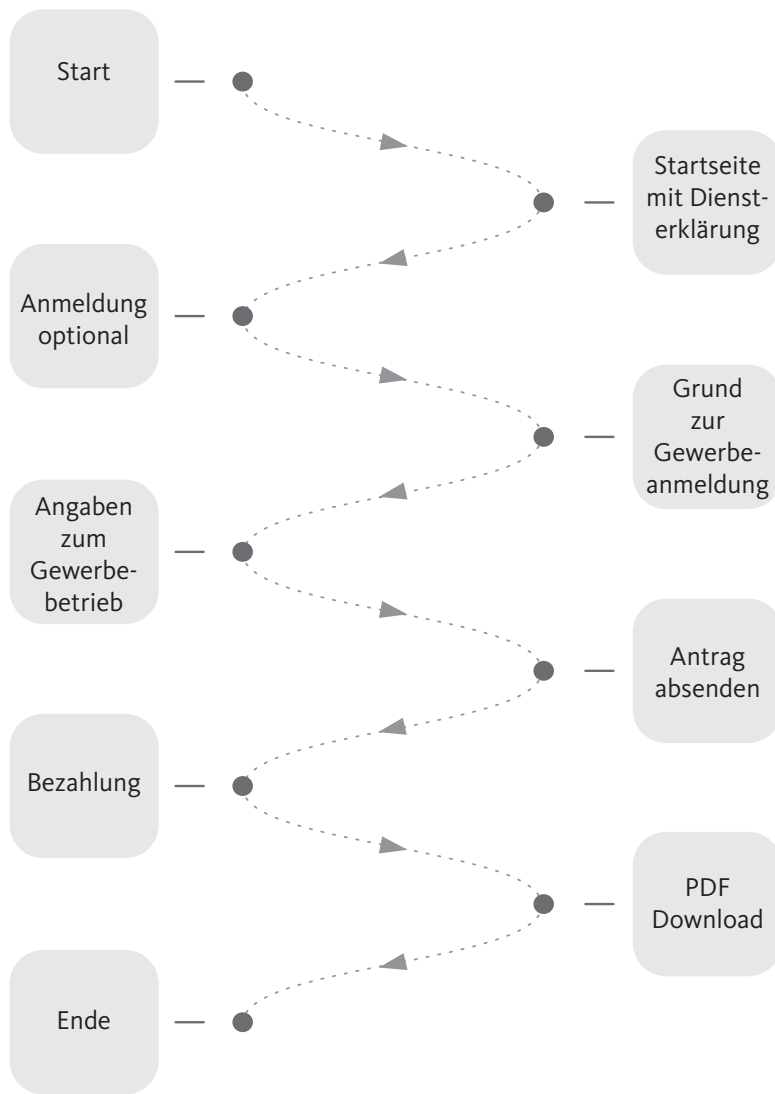 Start
Startseite
mit Dienst-
erklärung
Anmeldung
optional
Grund
zur
Gewerbe-
anmeldung
Angaben
zum
Gewerbe-
betrieb
Antrag
absenden
Bezahlung
PDF
Download
Ende